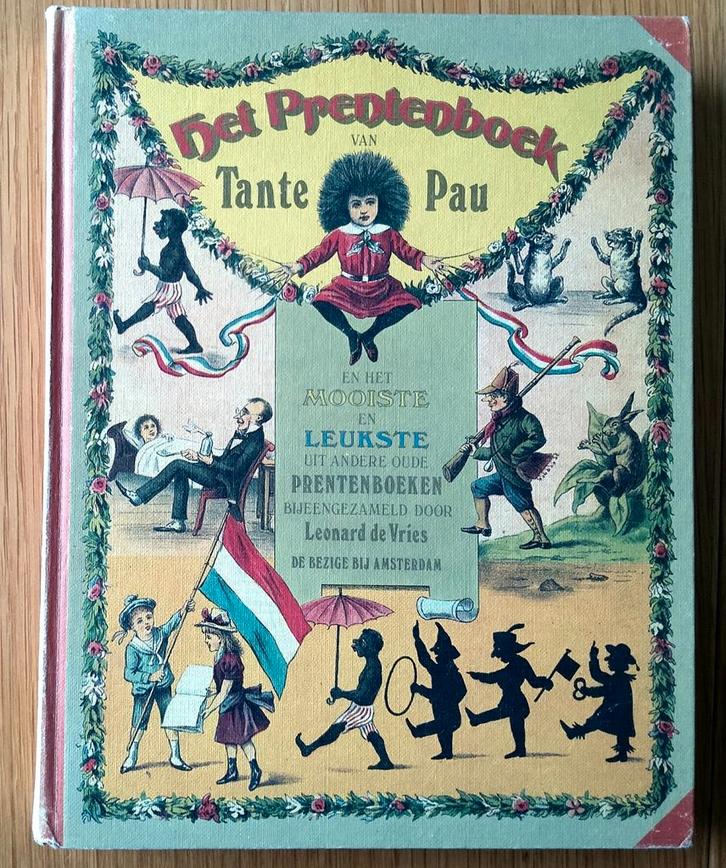 Het Prentenboek
VAN
Tante Pau
EN HET
MOOISTE
EN
LEUKSTE
UIT ANDERE OUDE
PRENTENBOEKEN
BIJEENGEZAMELD DOOR
Leonard de Vries
DE BEZIGE BIJ AMSTERDAM